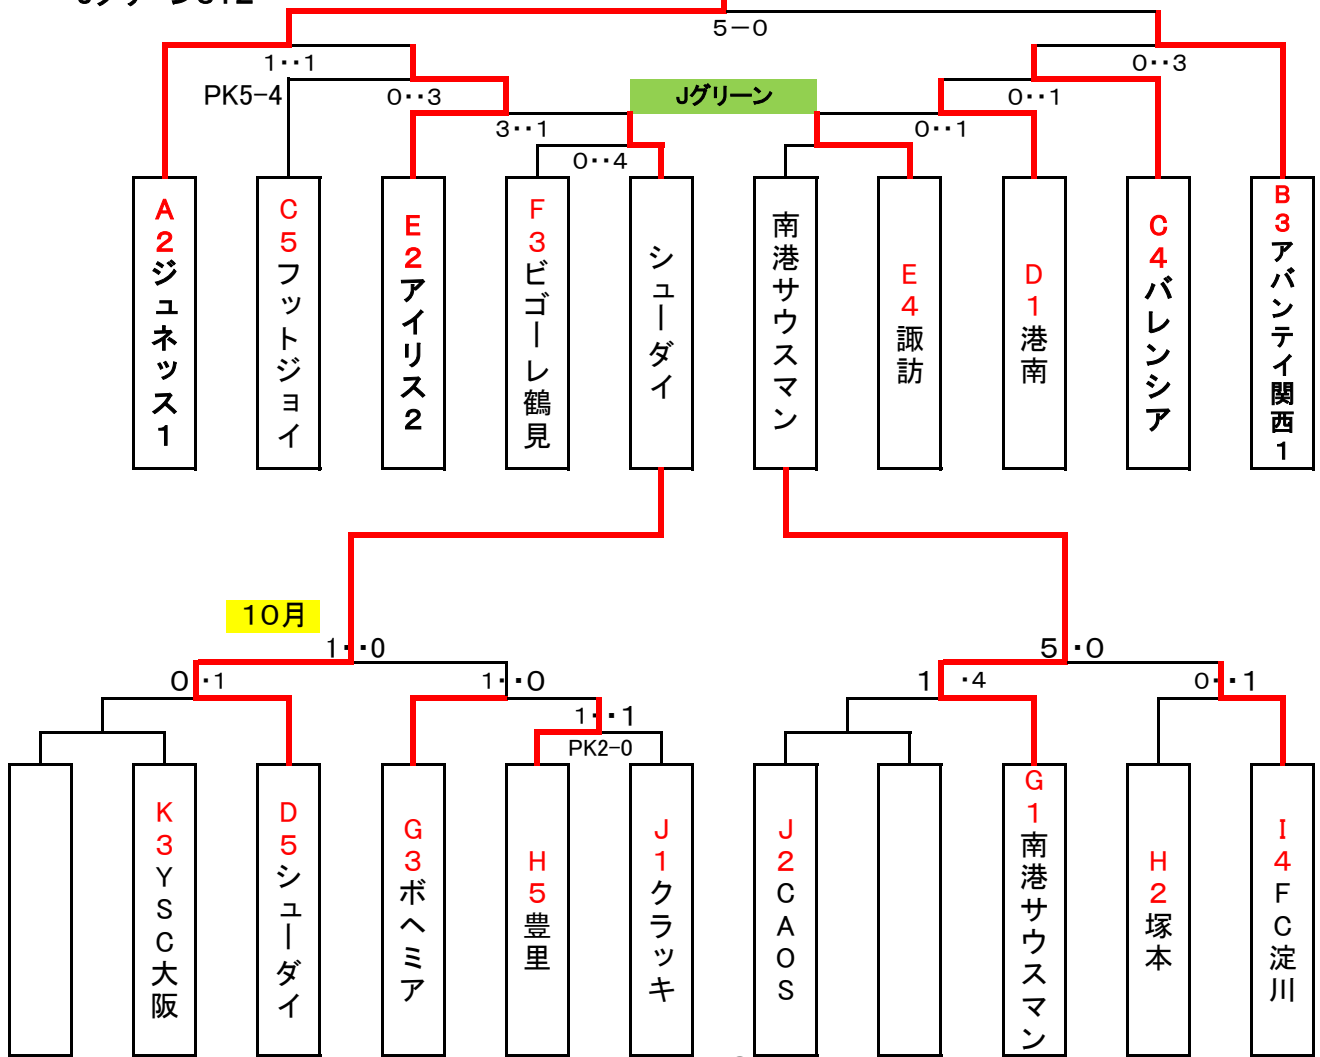 5－0
1‥1
0‥3
PK5-4
0‥3
Jグリーン
0‥1
3‥1
0‥1
0‥4
A2ジュネッス1
C5フットジョイ
E2アイリス2
F3ビゴーレ鶴見
シューダイ
南港サウスマン
E4諏訪
D1港南
C4バレンシア
B3アバンテイ関西1
10月
1‥0
5・0
0・1
1‥0
1・4
0‥1
1‥1
PK2-0
K3YSC大阪
D5シューダイ
G3ボヘミア
H5豊里
J1クラッキ
J2CAOS
G1南港サウスマン
H2塚本
I4FC淀川